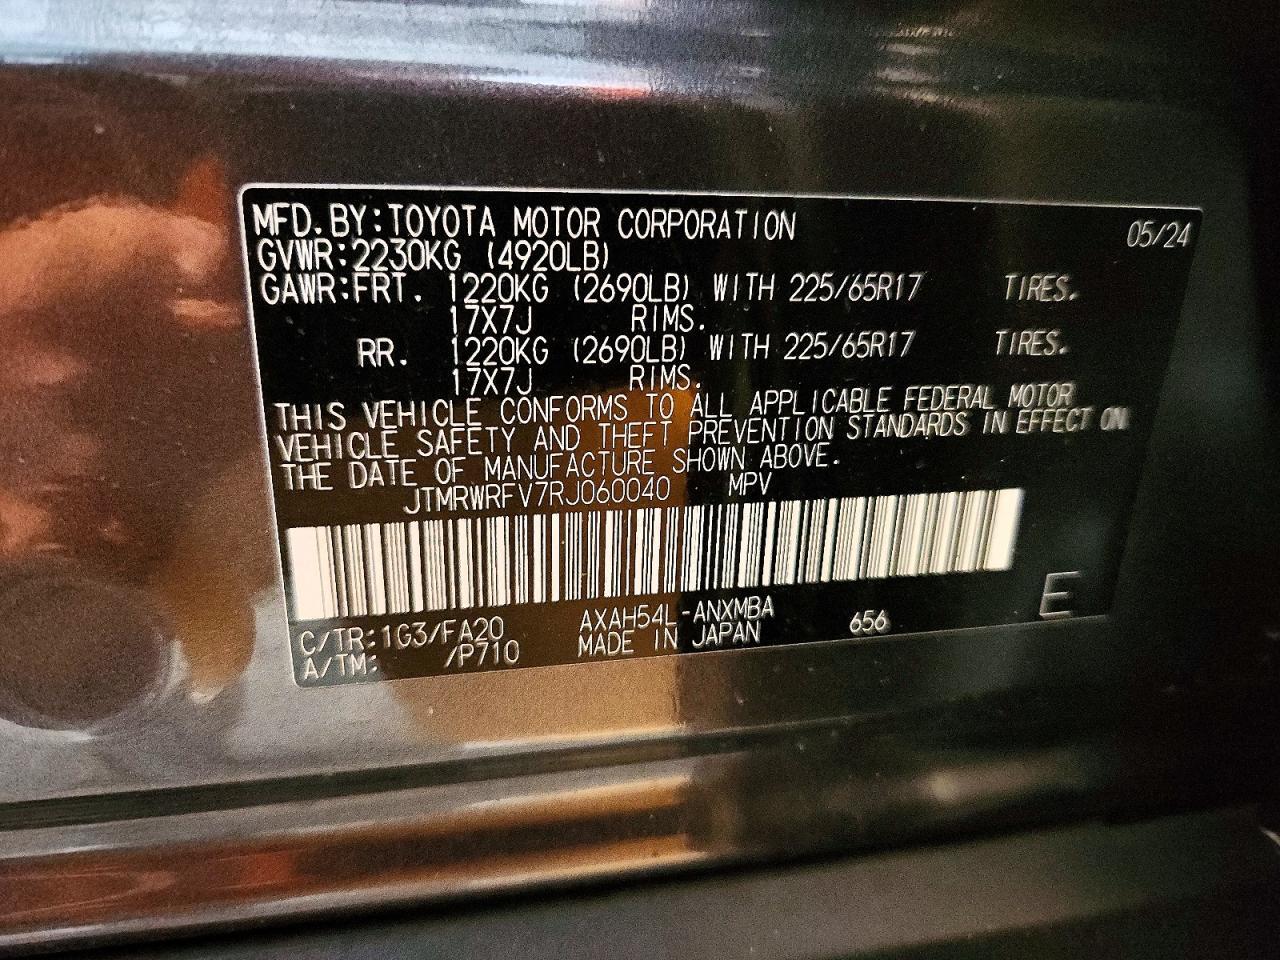 MFD.BY:TOYOTA MOTOR CORPORATION 05/24
GVWR:2230KG (4920LB)
GAWR:FRT. 1220KG (2690LB) WITH 225/65R17 TIRES.
17X7J RIMS.
RR. 1220KG (2690LB) WITH 225/65R17 TIRES.
17X7J RIMS.
THIS VEHICLE CONFORMS TO ALL APPLICABLE FEDERAL MOTOR
VEHICLE SAFETY AND THEFT PREVENTION STANDARDS IN EFFECT ON
THE DATE OF MANUFACTURE SHOWN ABOVE.
JTMRWRFV7RJ060040 MPV
E
C/TR:1G3/FA20 AXAH54L-ANXMBA 656
A/TM: /P710 MADE IN JAPAN